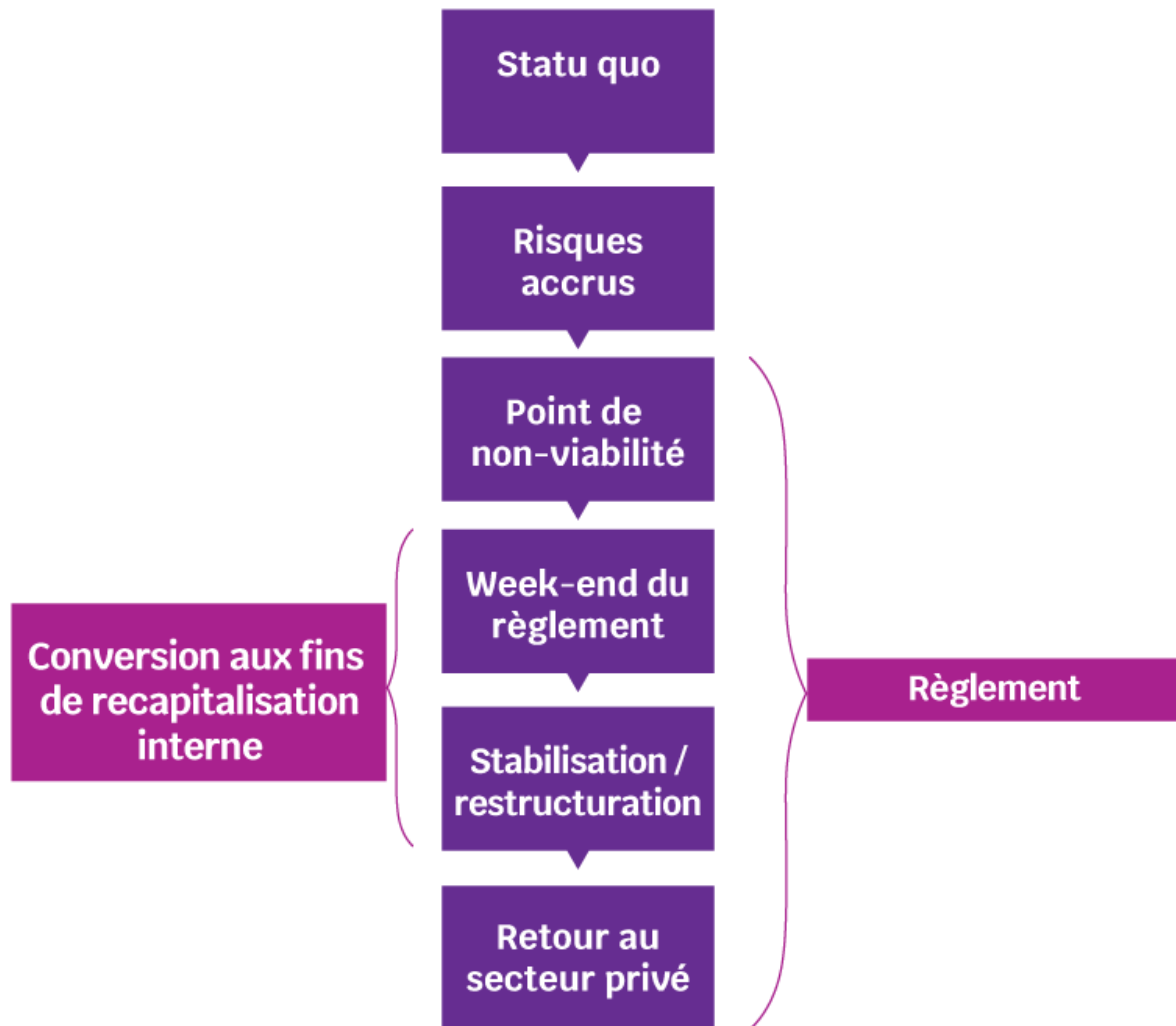 Statu quo
Risques
accrus
Point de
non-viabilité
Week-end du
règlement
Conversion aux fins
de recapitalisation
interne
Règlement
Stabilisation /
restructuration
Retour au
secteur privé